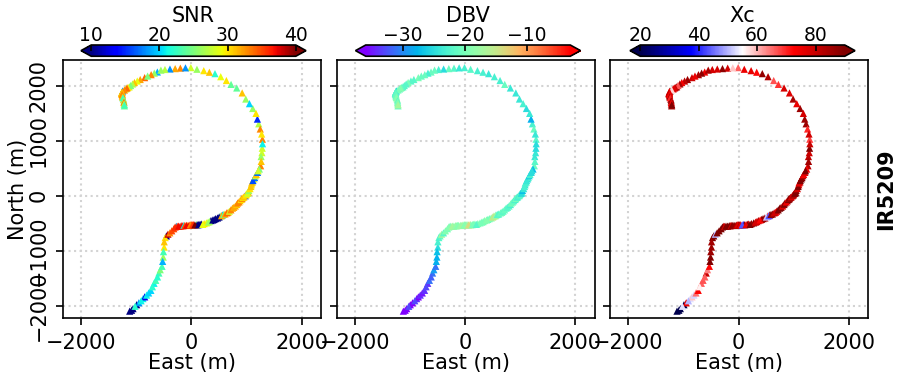 SNR DBV Xc
10 20 30 40 −30 −20 −10 20 40 60 80
2000
1000
0
−1000
−2000
North (m)
IR5209
−2000 0 2000 −2000 0 2000 −2000 0 2000
East (m) East (m) East (m)